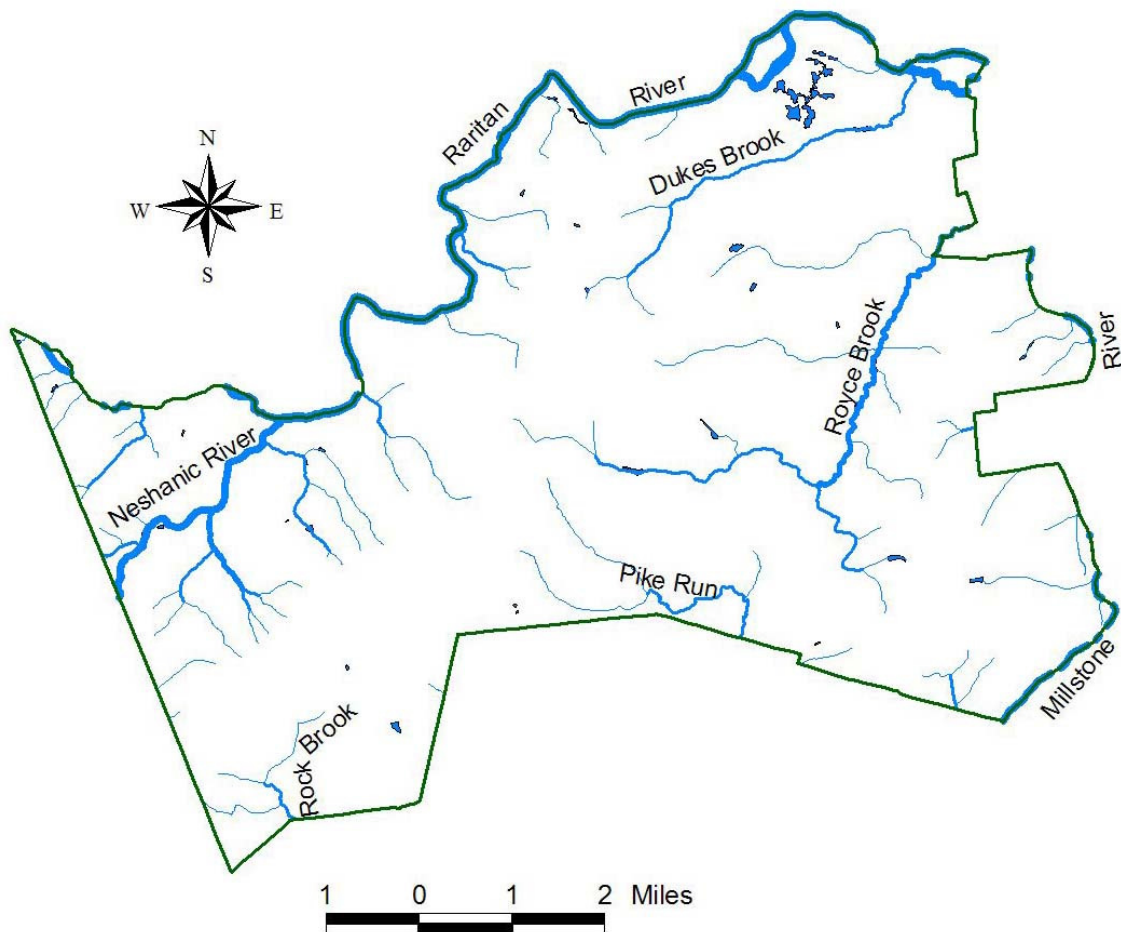 River
Raritan
Dukes Brook
N
W E
S
Royce Brook
River
Neshanic River
Pike Run
Millstone
Rock Brook
1 0 1 2 Miles